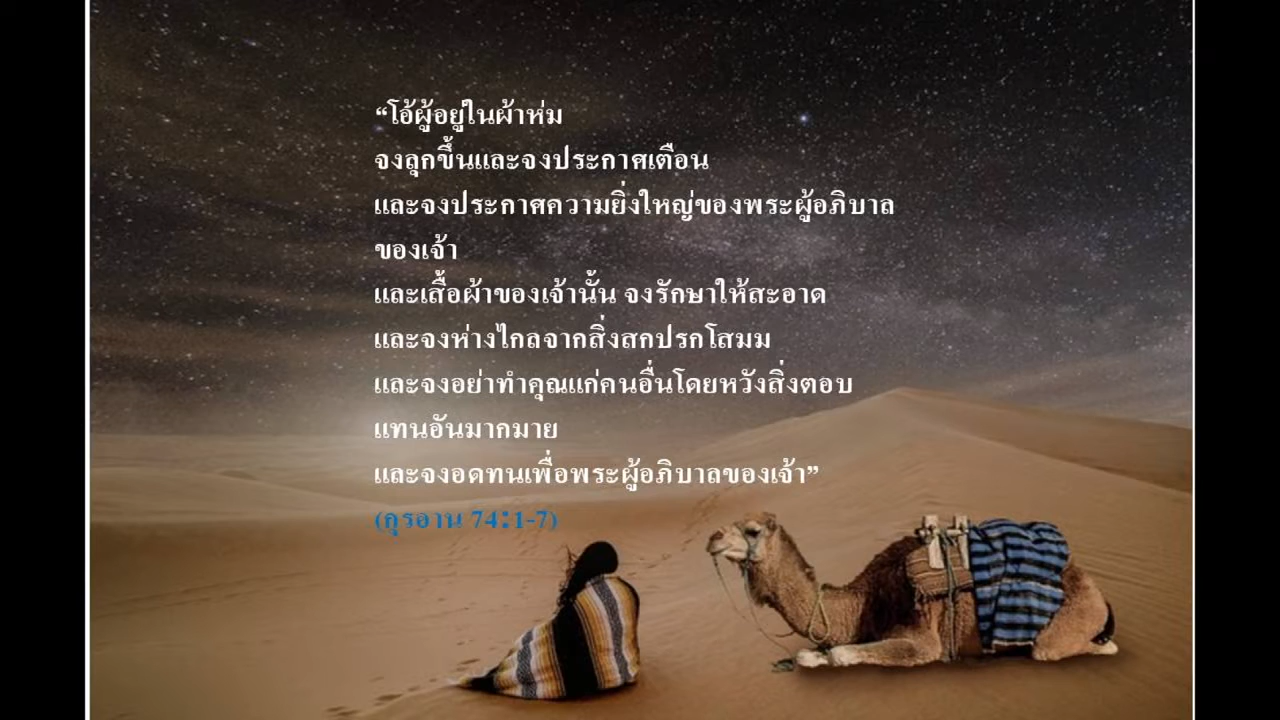 “โอ้ผู้อยู่ในผ้าห่ม
จงลุกขึ้นและจงประกาศเตือน
และจงประกาศความยิ่งใหญ่ของพระผู้อภิบาล
ของเจ้า
และเสื้อผ้าของเจ้านั้น จงรักษาให้สะอาด
และจงห่างไกลจากสิ่งสกปรกโสมม
และจงอย่าทำคุณแก่คนอื่นโดยหวังสิ่งตอบ
แทนอันมากมาย
และจงอดทนเพื่อพระผู้อภิบาลของเจ้า”
(กุรอาน 74:1-7)